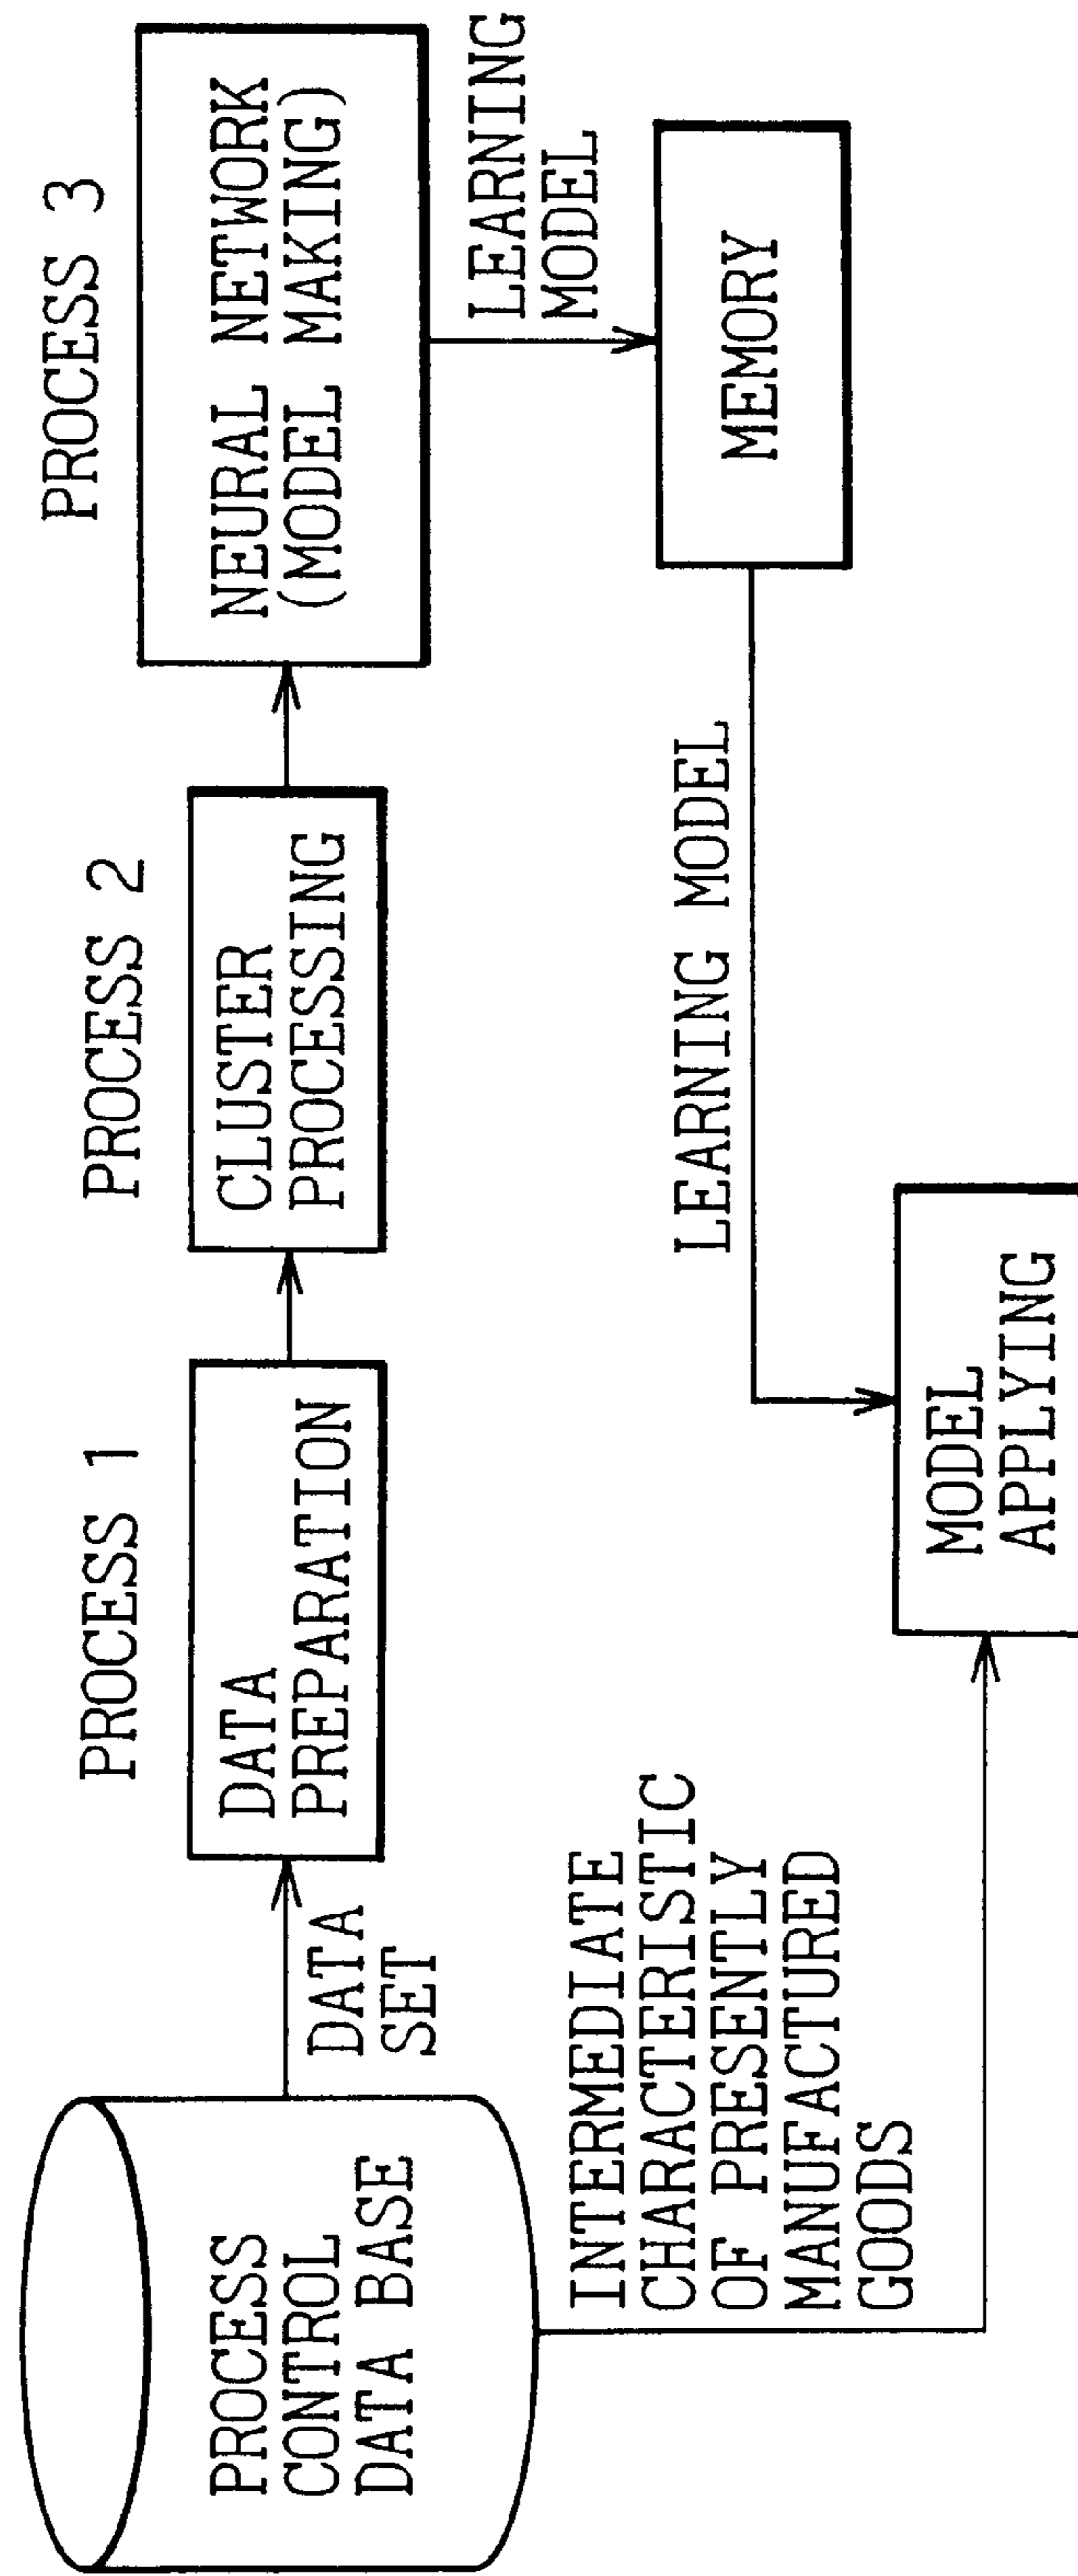 PROCESS 1
PROCESS 2
PROCESS 3
PROCESS
CONTROL
DATA BASE
DATA
SET
DATA
PREPARATION
CLUSTER
PROCESSING
NEURAL NETWORK
(MODEL MAKING)
LEARNING
MODEL
MEMORY
LEARNING MODEL
INTERMEDIATE
CHARACTERISTIC
OF PRESENTLY
MANUFACTURED
GOODS
MODEL
APPLYING